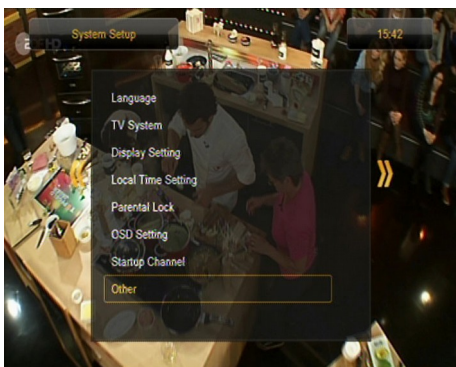 System Setup
15:42
Language
TV System
Display Setting
Local Time Setting
Parental Lock
OSD Setting
Startup Channel
Other